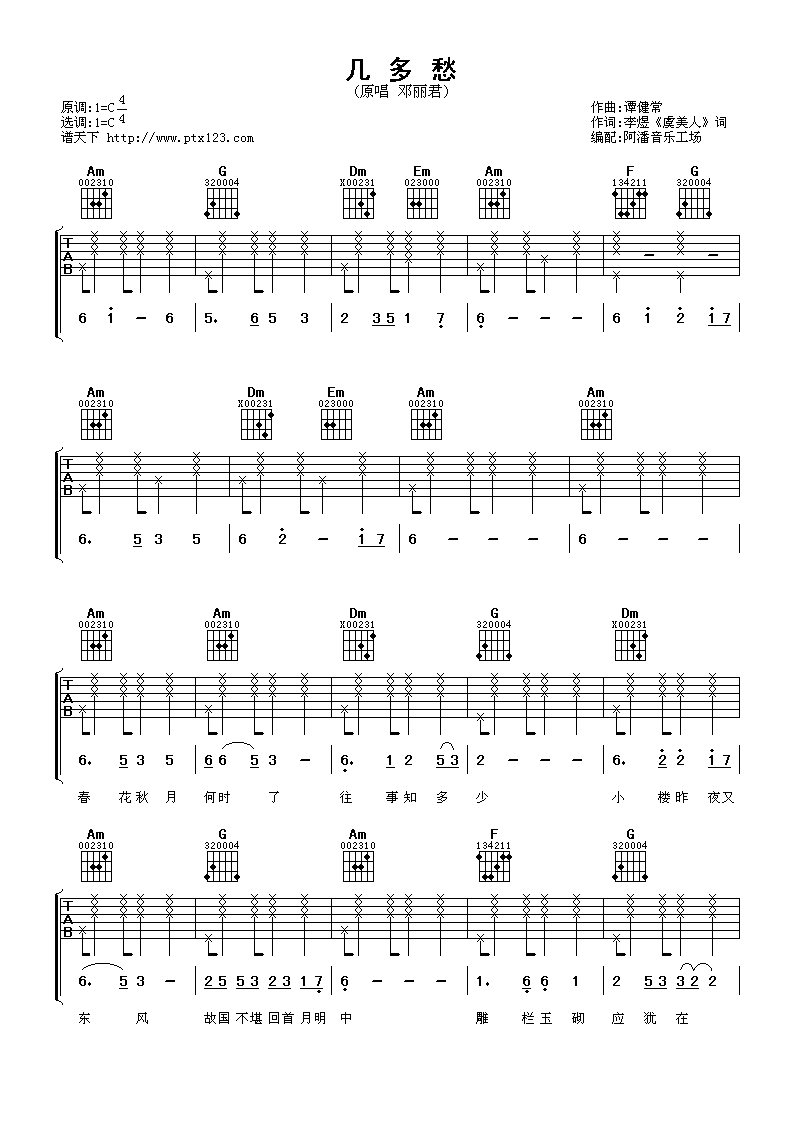 几 多 愁
(原唱 邓丽君)
原调:1=C 4/4
选调:1=C
谱天下 http://www.ptx123.com
作曲:谭健常
作词:李煜《虞美人》词
编配:阿潘音乐工场
Am G Dm Em Am F G
002310 320004 X00231 023000 002310 134211 320004
T A B
6 1 - 6 5. 6 5 3 2 3 5 1 7 6 - - - 6 1 2 1 7
Am Dm Em Am Am
002310 X00231 023000 002310 002310
T A B
6. 5 3 5 6 2 - 1 7 6 - - - 6 - - -
Am Am Dm G Dm
002310 002310 X00231 320004 X00231
T A B
6. 5 3 5 6 6 5 3 - 6. 1 2 5 3 2 - - - 6. 2 2 1 7
春 花 秋 月 何 时 了 往 事 知 多 少 小 楼 昨 夜 又
Am G Am F G
002310 320004 002310 134211 320004
T A B
6. 5 3 - 2 5 5 3 2 3 1 7 6 - - - 1. 6 6 1 2 5 3 3 2 2
东 风 故 国 不 堪 回 首 月 明 中 雕 栏 玉 砌 应 犹 在